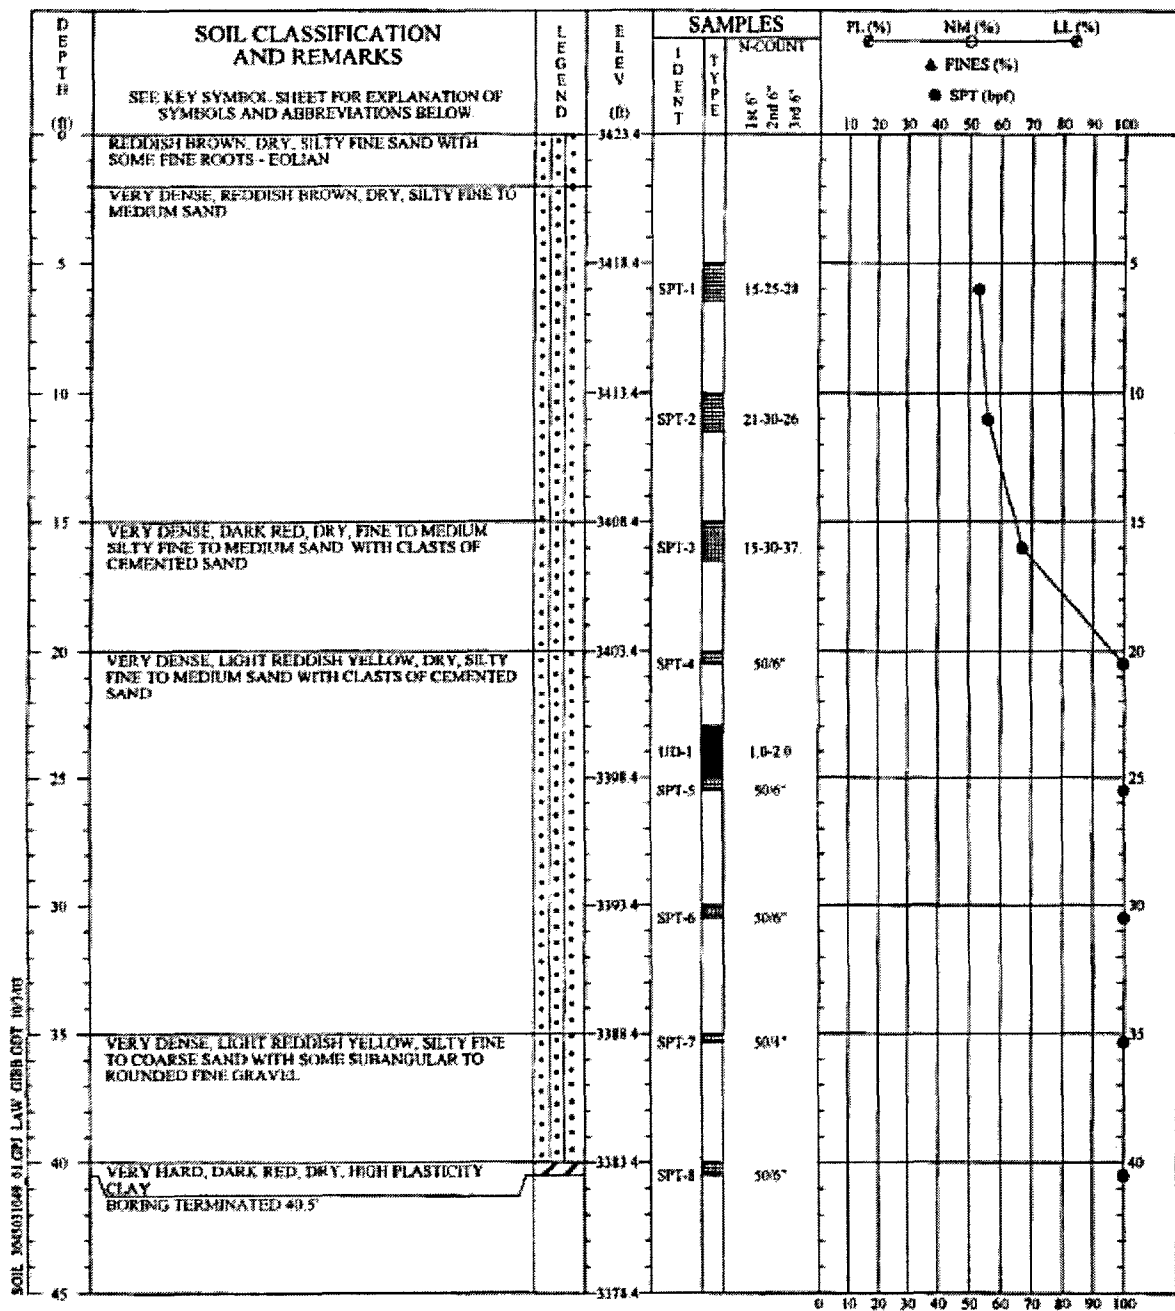 DEPTH (ft)
SOIL CLASSIFICATION
AND REMARKS
SEE KEY SYMBOL SHEET FOR EXPLANATION OF
SYMBOLS AND ABBREVIATIONS BELOW
LEGEND
ELEV (ft)
SAMPLES
IDENT
TYPE
N-COUNT
1st 6"
2nd 6"
3rd 6"
PL (%) NM (%) LL (%)
▲ FINES (%)
● SPT (bpf)
10 20 30 40 50 60 70 80 90 100
0
REDDISH BROWN, DRY, SILTY FINE SAND WITH
SOME FINE ROOTS - EOLIAN
3423.4
VERY DENSE, REDDISH BROWN, DRY, SILTY FINE TO
MEDIUM SAND
5 3418.4 5
SPT-1 15-25-28
10 3413.4 10
SPT-2 21-30-26
15 3408.4 15
VERY DENSE, DARK RED, DRY, FINE TO MEDIUM
SILTY FINE TO MEDIUM SAND WITH CLASTS OF
CEMENTED SAND
SPT-3 15-30-37
20 3403.4 20
VERY DENSE, LIGHT REDDISH YELLOW, DRY, SILTY
FINE TO MEDIUM SAND WITH CLASTS OF CEMENTED
SAND
SPT-4 50/6"
UD-1 1.0-2.0
25 3398.4 25
SPT-5 50/6"
30 3393.4 30
SPT-6 50/6"
35 3388.4 35
VERY DENSE, LIGHT REDDISH YELLOW, SILTY FINE
TO COARSE SAND WITH SOME SUBANGULAR TO
ROUNDED FINE GRAVEL
SPT-7 50/4"
40 3383.4 40
VERY HARD, DARK RED, DRY, HIGH PLASTICITY
CLAY
SPT-8 50/6"
BORING TERMINATED 40.5'
45 3378.4
0 10 20 30 40 50 60 70 80 90 100
SOIL LAW GIBB.GDT